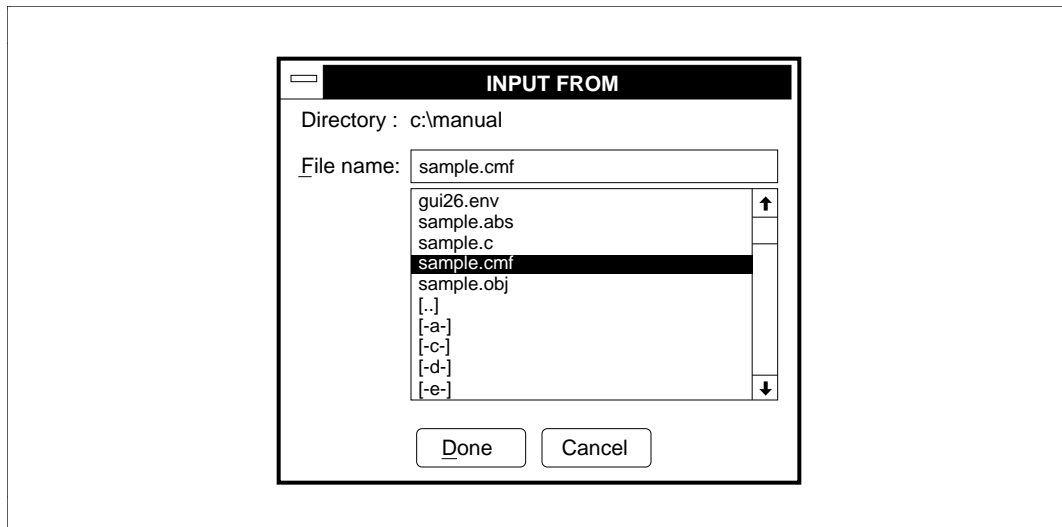 INPUT FROM
Directory : c:\manual
File name: sample.cmf
gui26.env
sample.abs
sample.c
sample.cmf
sample.obj
[..]
[-a-]
[-c-]
[-d-]
[-e-]
Done Cancel